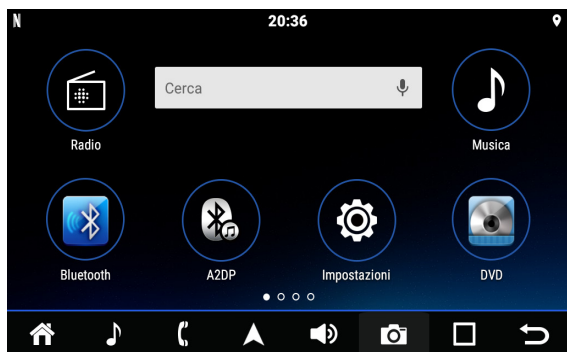 N
20:36
Cerca
Radio
Musica
Bluetooth
A2DP
Impostazioni
DVD